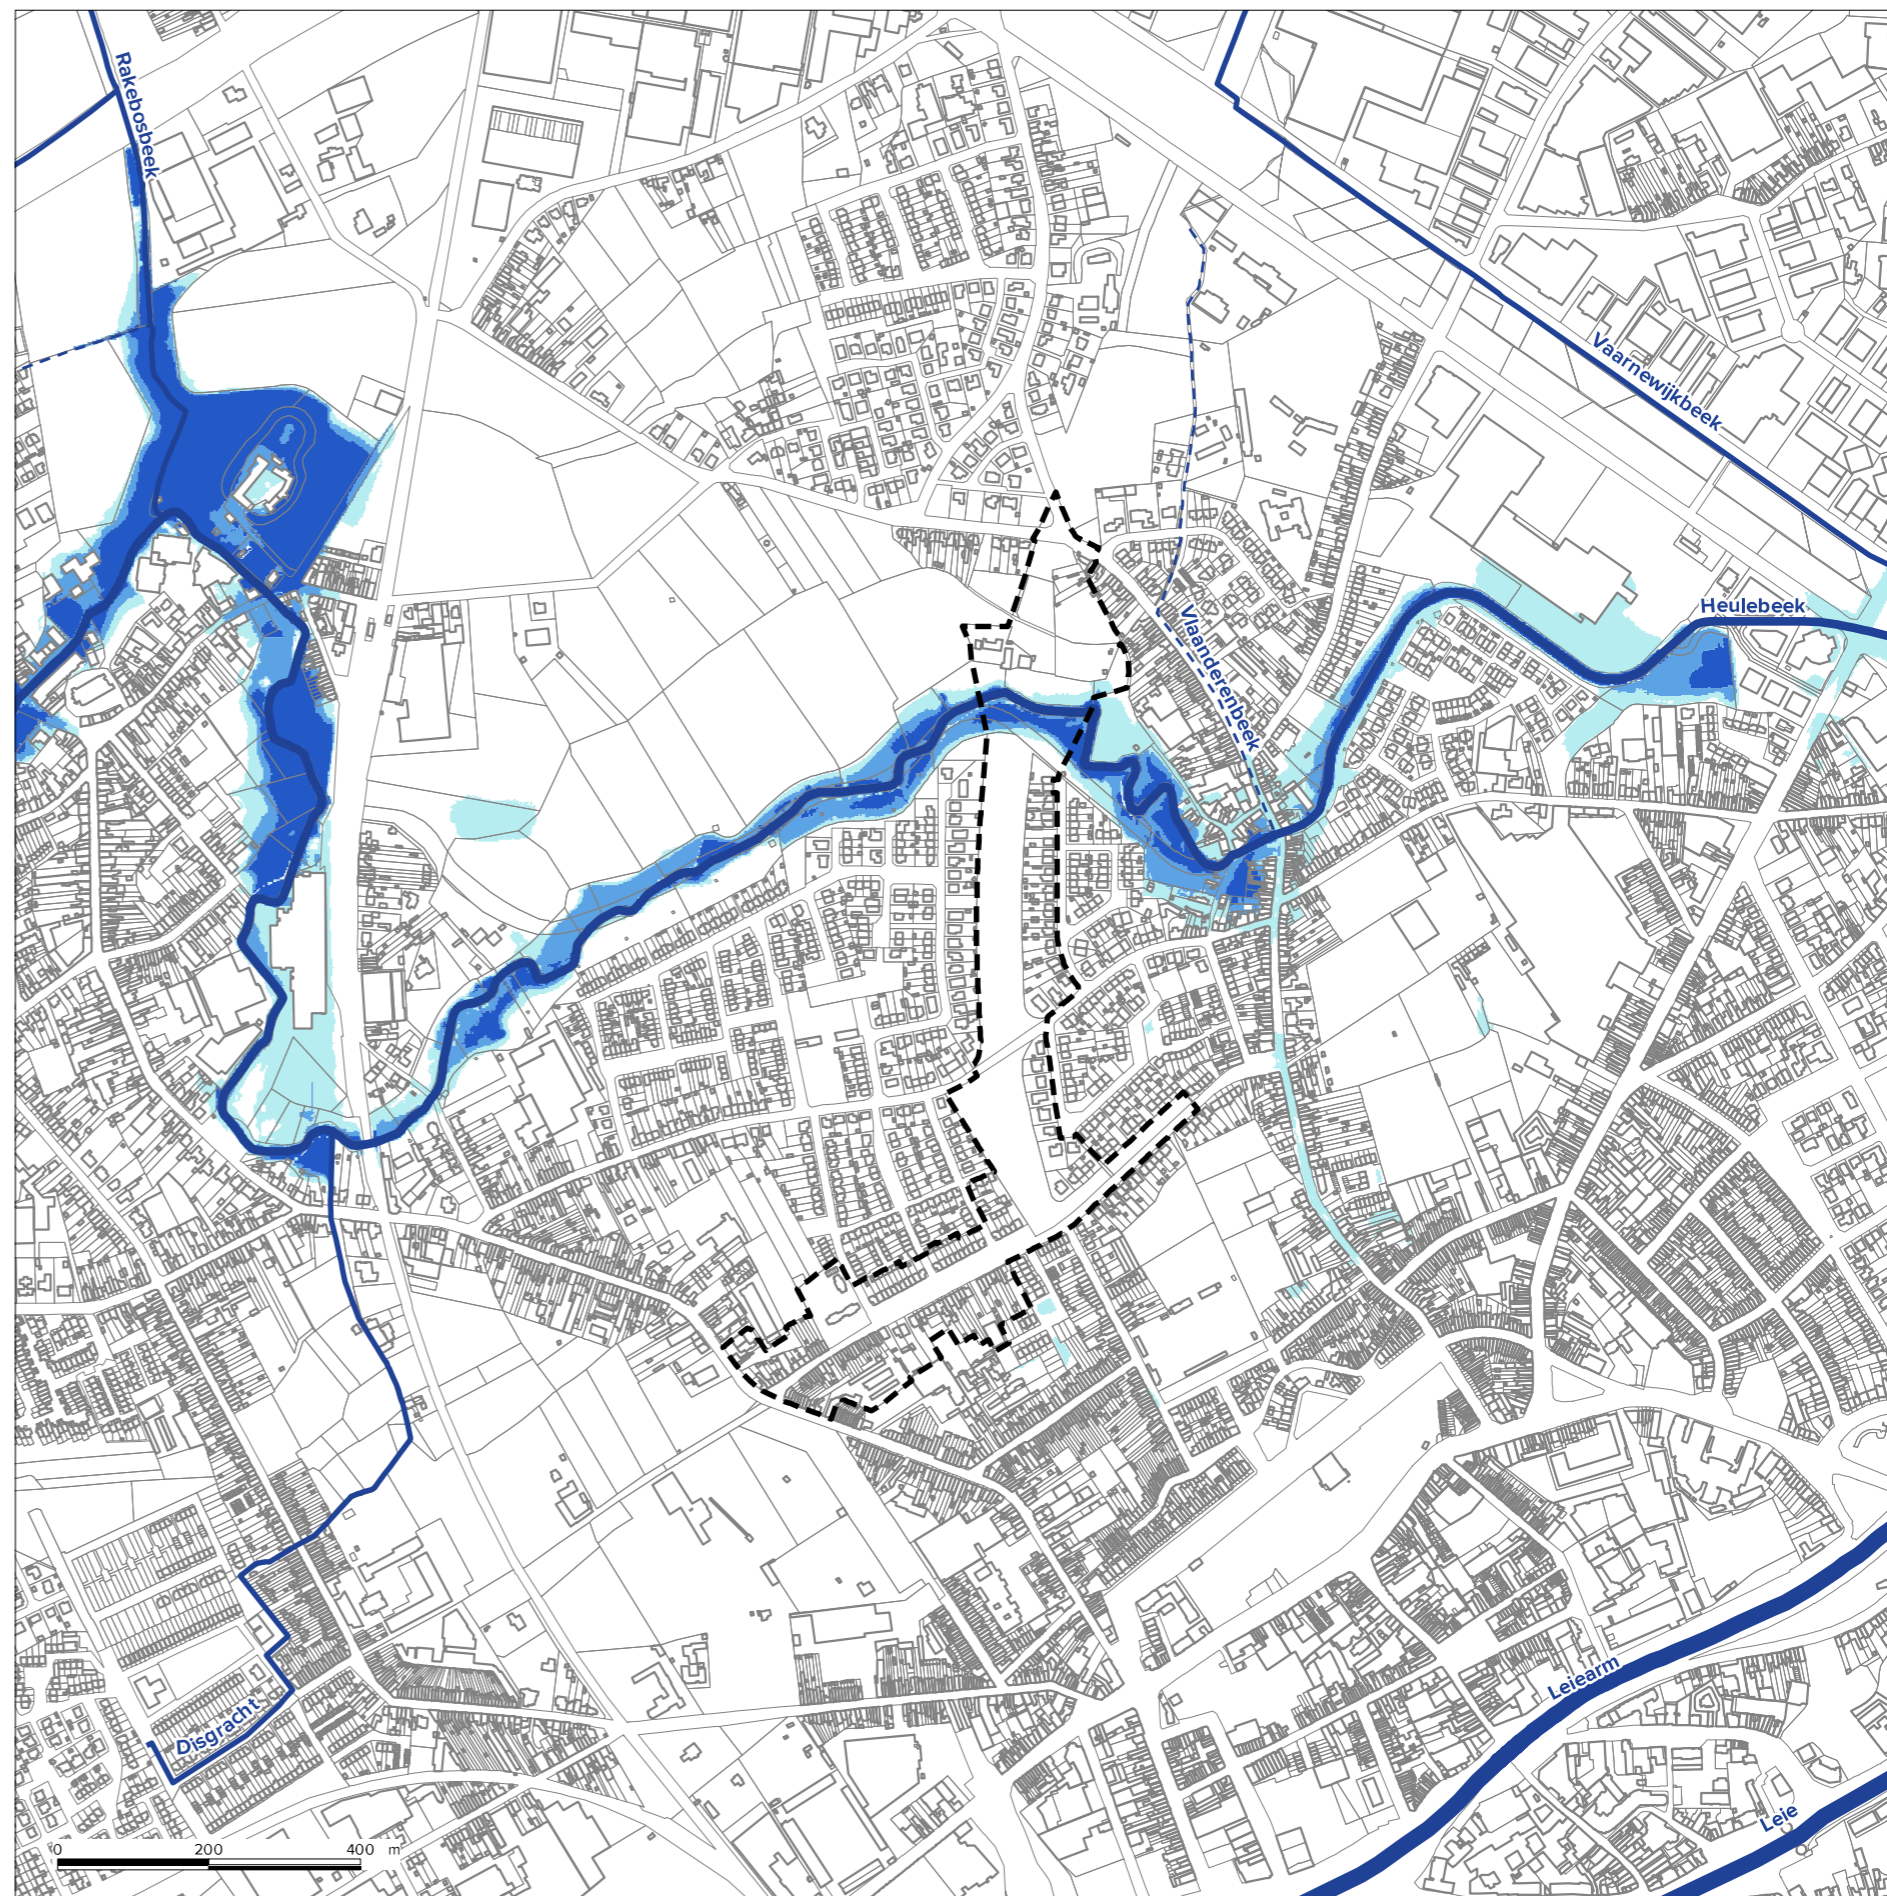 Rakebosbeek
Vaarnewijkbeek
Heulebeek
Vlaanderenbeek
Leiearm
Disgracht
Leie
0 200 400 m